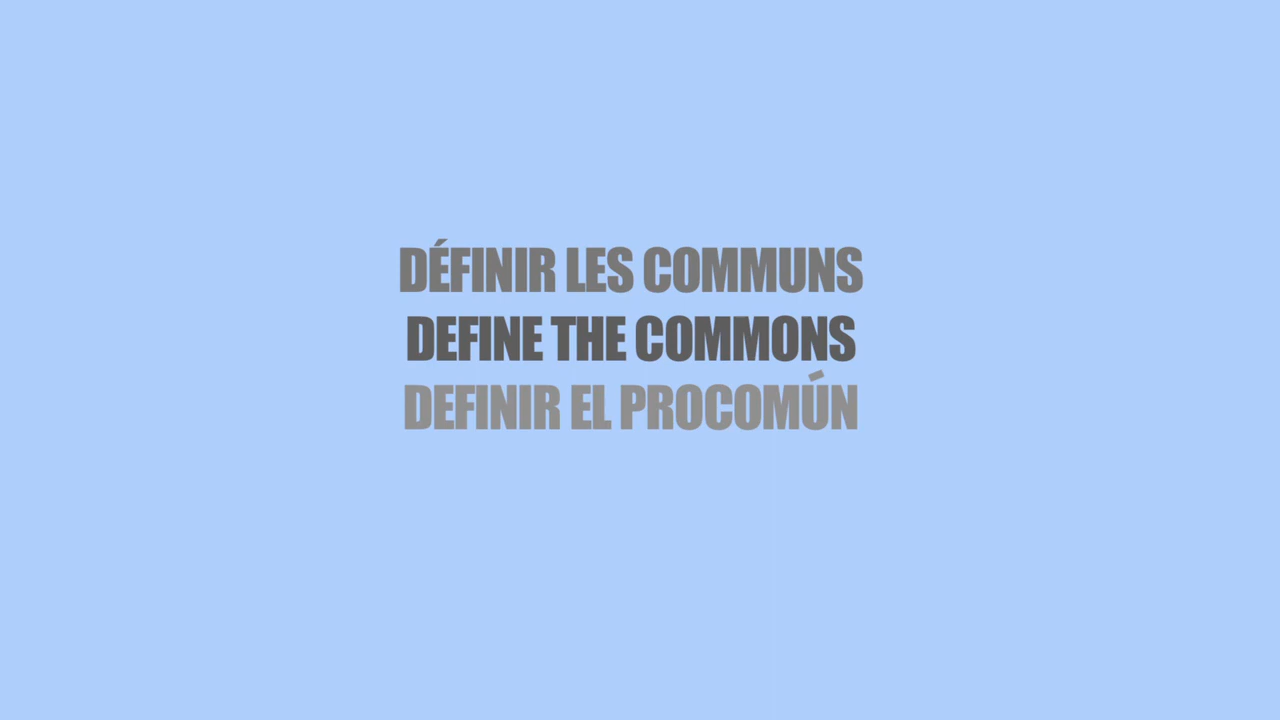 DÉFINIR LES COMMUNS
DEFINE THE COMMONS
DEFINIR EL PROCOMÚN